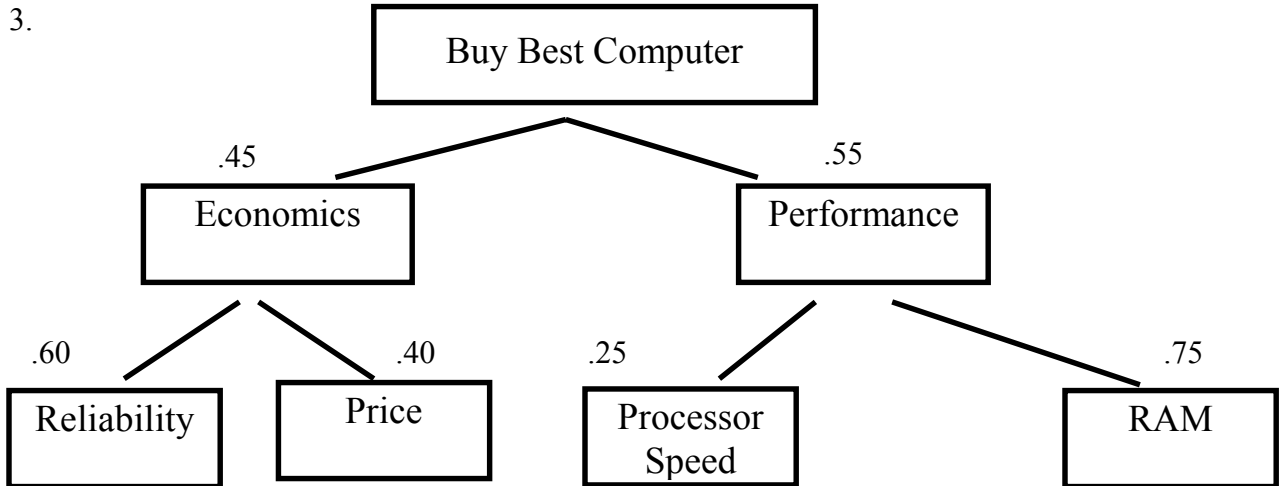 3.
Buy Best Computer
.45
.55
Economics
Performance
.60
.40
.25
.75
Reliability
Price
Processor
Speed
RAM